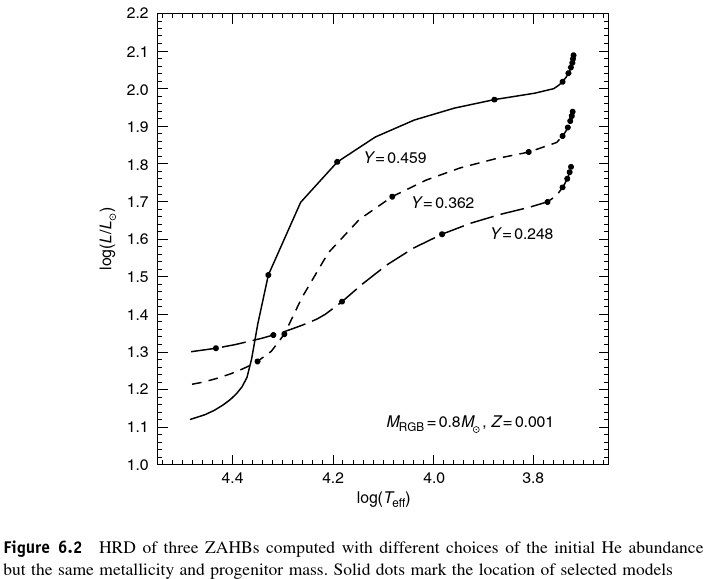 2.2
2.1
2.0
1.9
1.8
1.7
1.6
1.5
1.4
1.3
1.2
1.1
1.0
log(L/L⊙)
Y=0.459
Y=0.362
Y=0.248
M_RGB=0.8M⊙, Z=0.001
4.4 4.2 4.0 3.8
log(T_eff)
Figure 6.2 HRD of three ZAHBs computed with different choices of the initial He abundance
but the same metallicity and progenitor mass. Solid dots mark the location of selected models